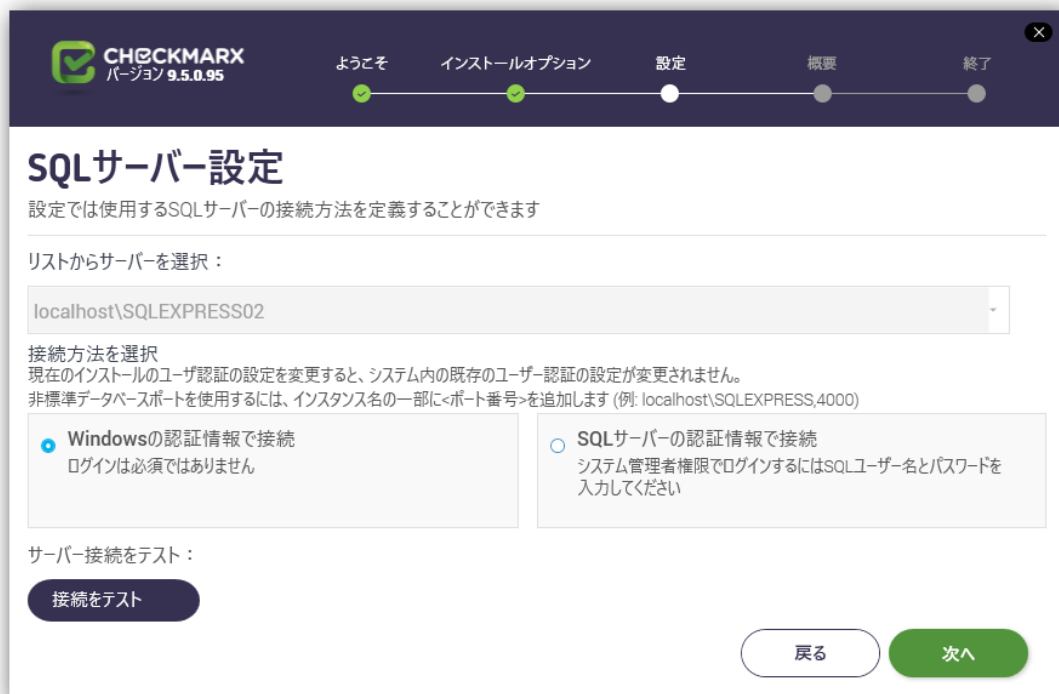 CHECKMARX
バージョン 9.5.0.95
ようこそ
インストールオプション
設定
概要
終了
SQLサーバー設定
設定では使用するSQLサーバーの接続方法を定義することができます
リストからサーバーを選択：
localhost\SQLEXPRESS02
接続方法を選択
現在のインストールのユーザ認証の設定を変更すると、システム内の既存のユーザー認証の設定が変更されません。
非標準データベースポートを使用するには、インスタンス名の一部に<ポート番号>を追加します (例: localhost\SQLEXPRESS,4000)
Windowsの認証情報で接続
ログインは必須ではありません
SQLサーバーの認証情報で接続
システム管理者権限でログインするにはSQLユーザー名とパスワードを
入力してください
サーバー接続をテスト：
接続をテスト
戻る
次へ